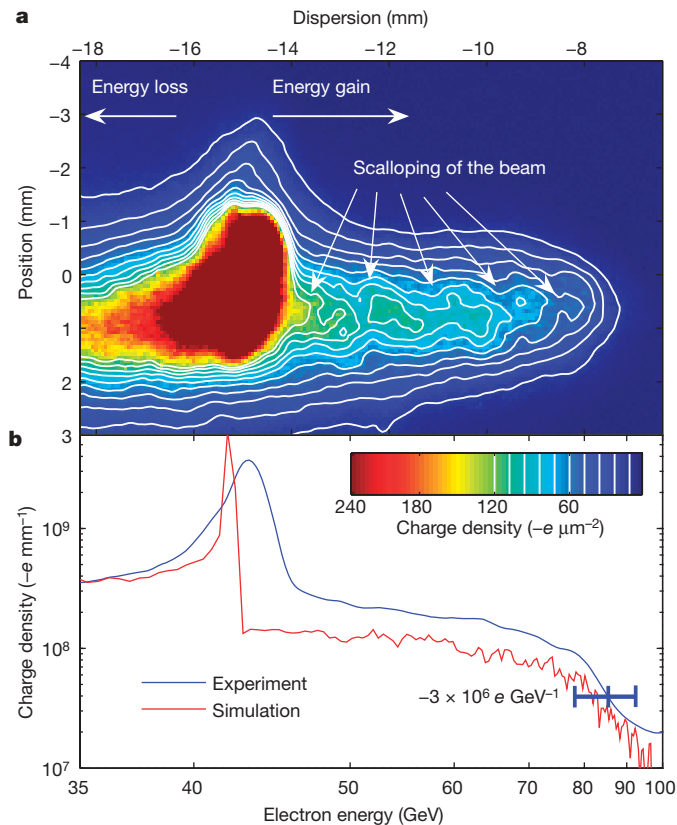 a
Dispersion (mm)
−18 −16 −14 −12 −10 −8
−4
Energy loss Energy gain
−3
Scalloping of the beam
−2
−1
Position (mm)
0
1
2
3
b
240 180 120 60
Charge density (−e µm⁻²)
10⁹
Charge density (−e mm⁻¹)
10⁸
Experiment
Simulation
−3 × 10⁶ e GeV⁻¹
10⁷
35 40 50 60 70 80 90 100
Electron energy (GeV)